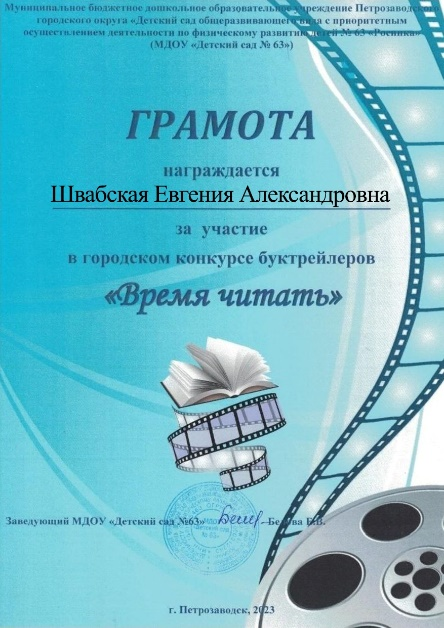 Муниципальное бюджетное дошкольное образовательное учреждение Петрозаводского
городского округа «Детский сад общеразвивающего вида с приоритетным
осуществлением деятельности по физическому развитию детей № 63 «Росинка»
(МДОУ «Детский сад № 63»)
ГРАМОТА
награждается
Швабская Евгения Александровна
за участие
в городском конкурсе буктрейлеров
«Время читать»
Заведующий МДОУ «Детский сад №63»
г. Петрозаводск, 2023